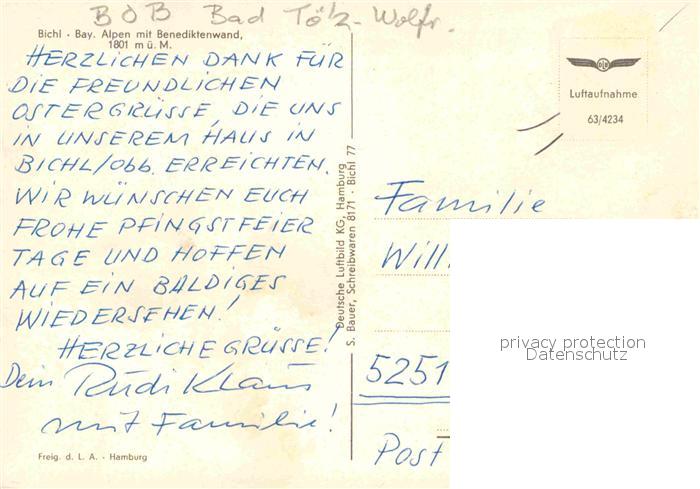 BOB Bad Tölz-Wolfr.
Bichl · Bay. Alpen mit Benediktenwand,
1801 m ü. M.
HERZLICHEN DANK FÜR
DIE FREUNDLICHEN
OSTERGRÜSSE, DIE UNS
IN UNSEREM HAUS IN
BICHL/Obb. ERREICHTEN.
WIR WÜNSCHEN EUCH
FROHE PFINGSTFEIER
TAGE UND HOFFEN
AUF EIN BALDIGES
WIEDERSEHEN!
HERZLICHE GRÜSSE!
Dein Rudi Klaus
mit Familie!
Freig. d. L. A. · Hamburg
Deutsche Luftbild KG, Hamburg
S. Bauer, Schreibwaren 8171 · Bichl 77
Luftaufnahme
63/4234
Familie
Willi
5251
Post
privacy protection
Datenschutz